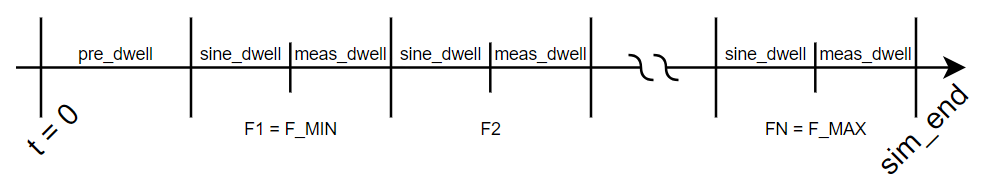 pre_dwell sine_dwell meas_dwell sine_dwell meas_dwell sine_dwell meas_dwell
t = 0 F1 = F_MIN F2 FN = F_MAX sim_end